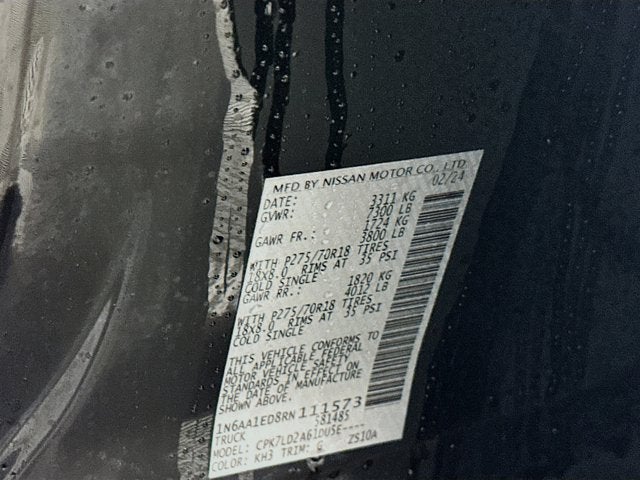 MFD. BY NISSAN MOTOR CO., LTD.
DATE: 02/24
GVWR: 3311 KG
7300 LB
GAWR FR.: 1724 KG
3800 LB
WITH P275/70R18 TIRES
18X8.0 RIMS AT 35 PSI
COLD SINGLE
GAWR RR.: 1820 KG
4012 LB
WITH P275/70R18 TIRES
18X8.0 RIMS AT 35 PSI
COLD SINGLE
THIS VEHICLE CONFORMS TO
ALL APPLICABLE FEDERAL
MOTOR VEHICLE SAFETY
STANDARDS IN EFFECT ON
THE DATE OF MANUFACTURE
SHOWN ABOVE.
1N6AA1ED8RN111573
TRUCK 581485
MODEL: CPK7LD2A61DU5E----
COLOR: KH3 TRIM: G ZS10A